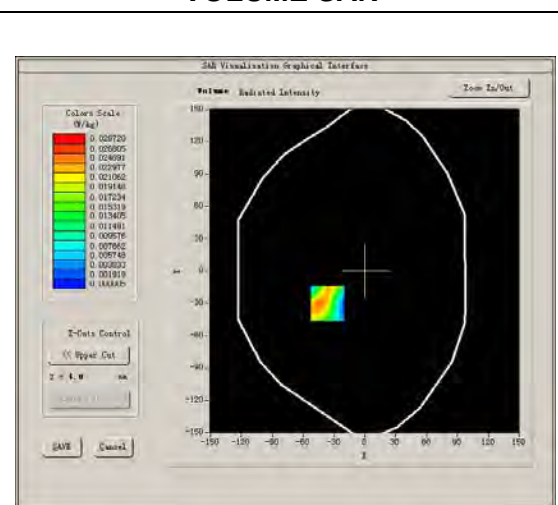 SAR Visualisation Graphical Interface
Volume Radiated Intensity
Zoom In/Out
Colors Scale
(W/kg)
0.028720
0.026805
0.024891
0.022977
0.021062
0.019148
0.017234
0.015319
0.013405
0.011491
0.009576
0.007662
0.005748
0.003833
0.001919
0.000005
150
120
90
60
30
0
-30
-60
-90
-120
-150
Y
-150 -120 -90 -60 -30 0 30 60 90 120 150
X
Z-Cuts Control
<< Upper Cut
Z = 4.0 mm
SAVE Cancel